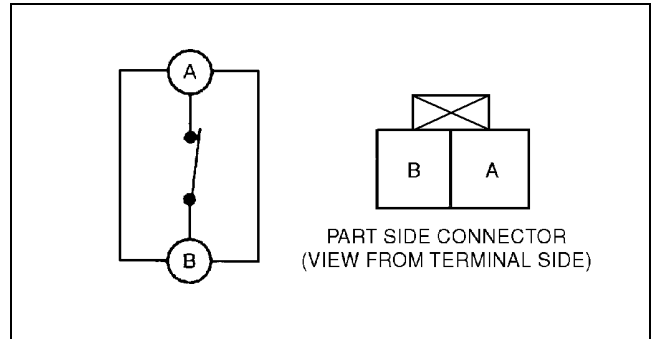 A
B
B A
PART SIDE CONNECTOR
(VIEW FROM TERMINAL SIDE)